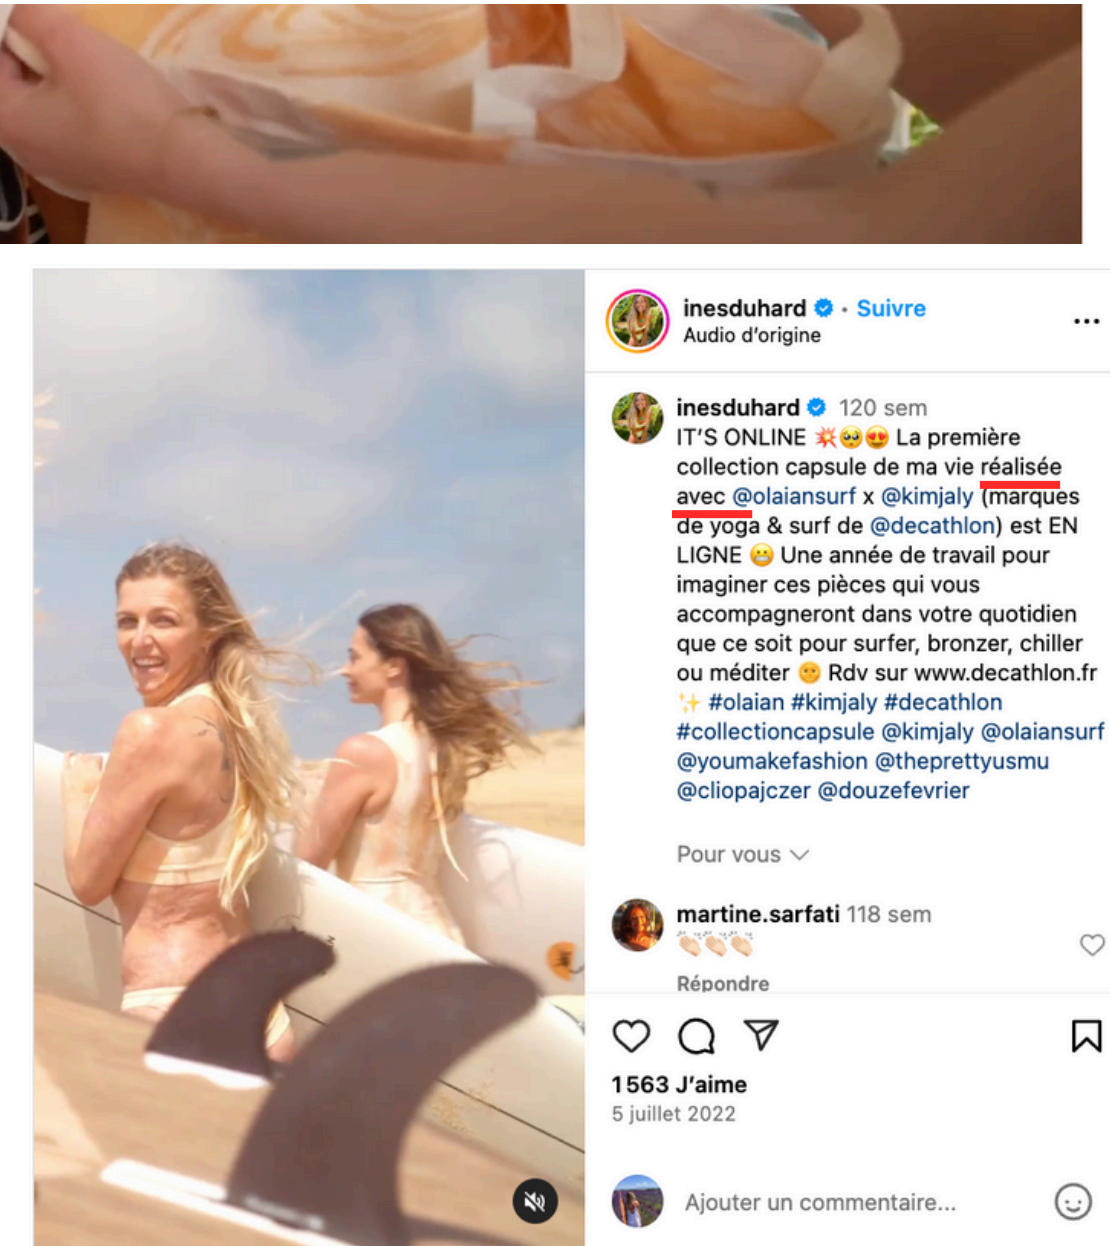 inesduhard • Suivre
Audio d'origine
inesduhard 120 sem
IT'S ONLINE 💥🥹😍 La première
collection capsule de ma vie réalisée
avec @olaiansurf x @kimjaly (marques
de yoga & surf de @decathlon) est EN
LIGNE 😬 Une année de travail pour
imaginer ces pièces qui vous
accompagneront dans votre quotidien
que ce soit pour surfer, bronzer, chiller
ou méditer 🌞 Rdv sur www.decathlon.fr
✨ #olaian #kimjaly #decathlon
#collectioncapsule @kimjaly @olaiansurf
@youmakefashion @theprettyusmu
@cliopajczer @douzefevrier
Pour vous
martine.sarfati 118 sem
👏🏻👏🏻👏🏻
Répondre
1 563 J'aime
5 juillet 2022
Ajouter un commentaire...